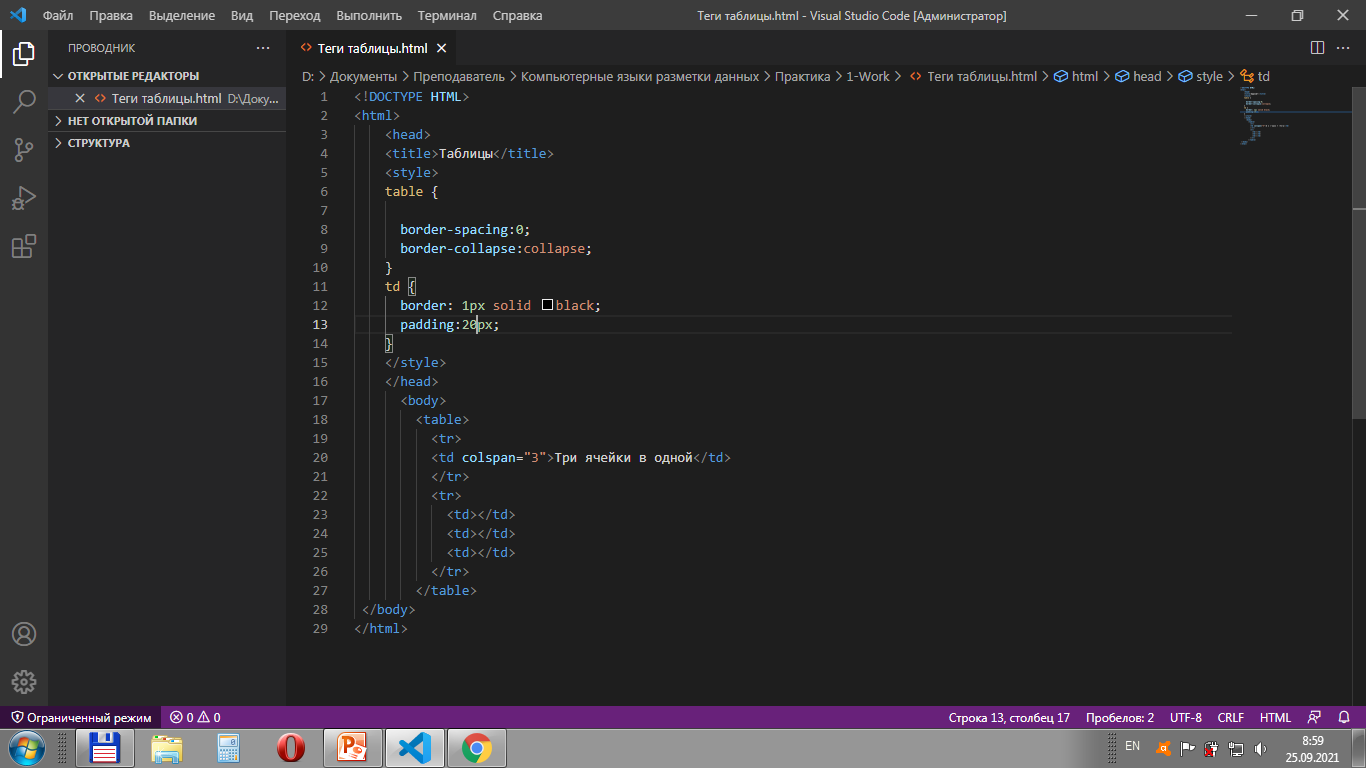 Файл Правка Выделение Вид Переход Выполнить Терминал Справка Теги таблицы.html - Visual Studio Code [Администратор]
ПРОВОДНИК
Теги таблицы.html
ОТКРЫТЫЕ РЕДАКТОРЫ
Теги таблицы.html D:\Доку...
НЕТ ОТКРЫТОЙ ПАПКИ
СТРУКТУРА
D: > Документы > Преподаватель > Компьютерные языки разметки данных > Практика > 1-Work > Теги таблицы.html > html > head > style > td
1 <!DOCTYPE HTML>
2 <html>
3 <head>
4 <title>Таблицы</title>
5 <style>
6 table {
7
8 border-spacing:0;
9 border-collapse:collapse;
10 }
11 td {
12 border: 1px solid black;
13 padding:20px;
14 }
15 </style>
16 </head>
17 <body>
18 <table>
19 <tr>
20 <td colspan="3">Три ячейки в одной</td>
21 </tr>
22 <tr>
23 <td></td>
24 <td></td>
25 <td></td>
26 </tr>
27 </table>
28 </body>
29 </html>
Ограниченный режим 0 0 Строка 13, столбец 17 Пробелов: 2 UTF-8 CRLF HTML
EN 8:59
25.09.2021